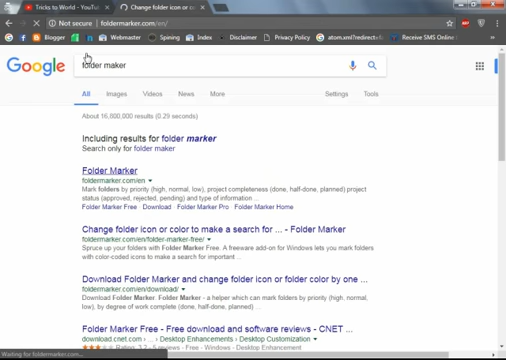 Tricks to World - YouTu
Change folder icon or c
Not secure | foldermarker.com/en/
Blogger
Webmaster
Spining
Index
Disclaimer
Privacy Policy
atom.xml?redirect=
Receive SMS Online
Google
folder maker
All Images Videos News More Settings Tools
About 16,800,000 results (0.29 seconds)
Including results for folder marker
Search only for folder maker
Folder Marker
foldermarker.com/en
Mark folders by priority (high, normal, low), project completeness (done, half-done, planned) project
status (approved, rejected, pending) and type of information ...
Folder Marker Free · Download · Folder Marker Pro · Folder Marker Home
Change folder icon or color to make a search for ... - Folder Marker
foldermarker.com/en/folder-marker-free/
Spruce up your folders with Folder Marker Free. A freeware add-on for Windows lets you mark folders
with color-coded icons to make a search for important ...
Download Folder Marker and change folder icon or folder color by one ...
foldermarker.com/en/download/
Download Folder Marker. Folder Marker - a helper which can mark folders by priority (high, normal,
low), by degree of work complete (done, half-done, planned) ...
Folder Marker Free - Free download and software reviews - CNET ...
download.cnet.com › ... › Desktop Enhancements › Desktop Customization
Rating: 3.2 - 5 reviews - Free - Windows - Desktop Enhancement
Waiting for foldermarker.com...